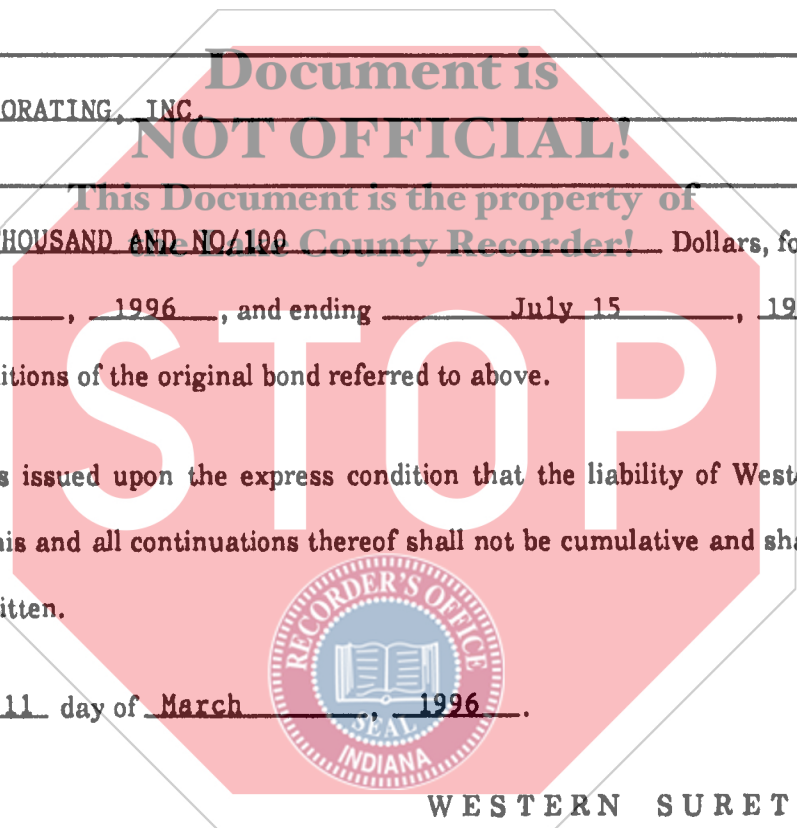 Document is
ORATING, INC.
NOT OFFICIAL!
This Document is the property of
HOUSAND AND NO/100 Dollars, fo
the Lake County Recorder!
, 1996 , and ending July 15 , 19
STOP
itions of the original bond referred to above.
s issued upon the express condition that the liability of West
is and all continuations thereof shall not be cumulative and sha
itten.
RECORDER'S OFFICE
11 day of March , 1996 .
SEAL
INDIANA
WESTERN SURET